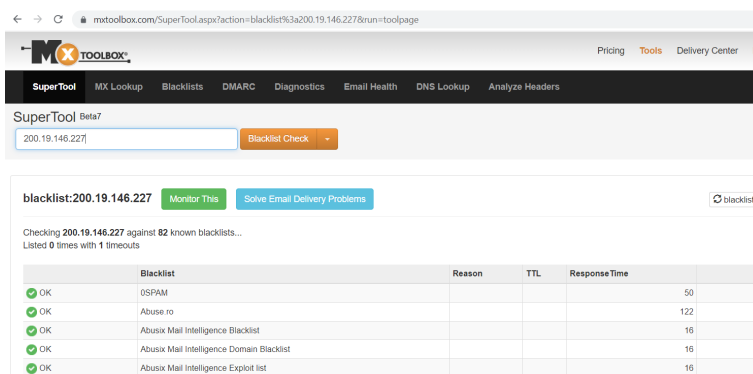 mxtoolbox.com/SuperTool.aspx?action=blacklist%3a200.19.146.227&run=toolpage
MX TOOLBOX®
Pricing Tools Delivery Center
SuperTool MX Lookup Blacklists DMARC Diagnostics Email Health DNS Lookup Analyze Headers
SuperTool Beta7
200.19.146.227 Blacklist Check
blacklist:200.19.146.227 Monitor This Solve Email Delivery Problems blacklist
Checking 200.19.146.227 against 82 known blacklists...
Listed 0 times with 1 timeouts
Blacklist Reason TTL ResponseTime
OK 0SPAM 50
OK Abuse.ro 122
OK Abusix Mail Intelligence Blacklist 16
OK Abusix Mail Intelligence Domain Blacklist 16
OK Abusix Mail Intelligence Exploit list 16